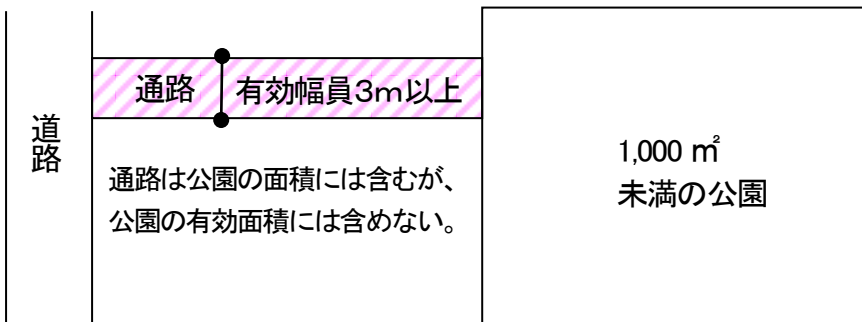 道路
通路
有効幅員３ｍ以上
通路は公園の面積には含むが、
公園の有効面積には含めない。
1,000 ㎡
未満の公園